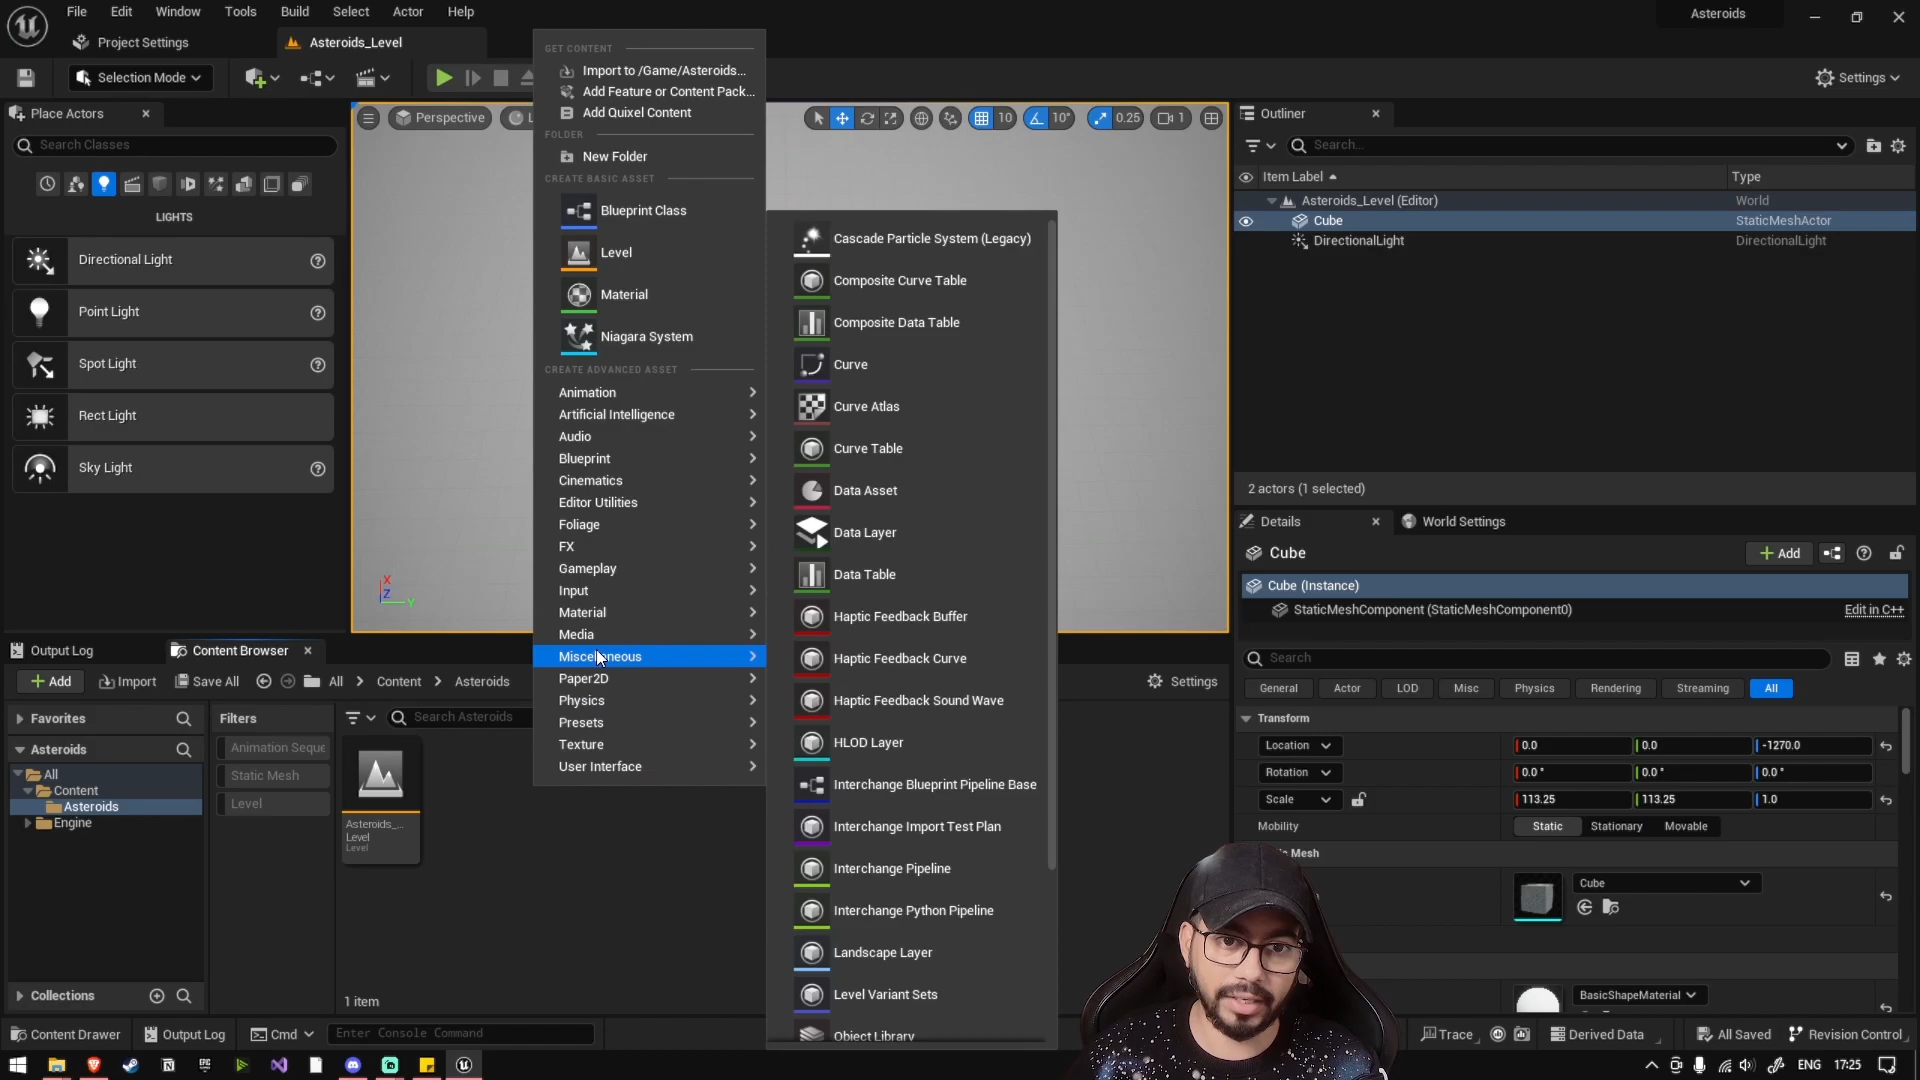 File Edit Window Tools Build Select Actor Help
Asteroids
Project Settings
Asteroids_Level
Selection Mode
Settings
Place Actors
Search Classes
LIGHTS
Directional Light
Point Light
Spot Light
Rect Light
Sky Light
Perspective
L
10
10°
0.25
1
X
Z
Y
GET CONTENT
Import to /Game/Asteroids...
Add Feature or Content Pack...
Add Quixel Content
FOLDER
New Folder
CREATE BASIC ASSET
Blueprint Class
Level
Material
Niagara System
CREATE ADVANCED ASSET
Animation
Artificial Intelligence
Audio
Blueprint
Cinematics
Editor Utilities
Foliage
FX
Gameplay
Input
Material
Media
Miscellaneous
Paper2D
Physics
Presets
Texture
User Interface
Cascade Particle System (Legacy)
Composite Curve Table
Composite Data Table
Curve
Curve Atlas
Curve Table
Data Asset
Data Layer
Data Table
Haptic Feedback Buffer
Haptic Feedback Curve
Haptic Feedback Sound Wave
HLOD Layer
Interchange Blueprint Pipeline Base
Interchange Import Test Plan
Interchange Pipeline
Interchange Python Pipeline
Landscape Layer
Level Variant Sets
Object Library
Outliner
Search...
Item Label Type
Asteroids_Level (Editor) World
Cube StaticMeshActor
DirectionalLight DirectionalLight
2 actors (1 selected)
Details World Settings
Cube
Add
Cube (Instance)
StaticMeshComponent (StaticMeshComponent0) Edit in C++
Search
General Actor LOD Misc Physics Rendering Streaming All
Transform
Location 0.0 0.0 -1270.0
Rotation 0.0 ° 0.0 ° 0.0 °
Scale 113.25 113.25 1.0
Mobility Static Stationary Movable
Mesh
Cube
BasicShapeMaterial
Output Log Content Browser
Add Import Save All All Content Asteroids Settings
Favorites
Filters
Search Asteroids
Asteroids
All
Content
Asteroids
Engine
Animation Seque
Static Mesh
Level
Asteroids_...
Level
Level
Collections
1 item
Content Drawer Output Log Cmd Enter Console Command
Trace Derived Data All Saved Revision Control
EPIC
ENG 17:25